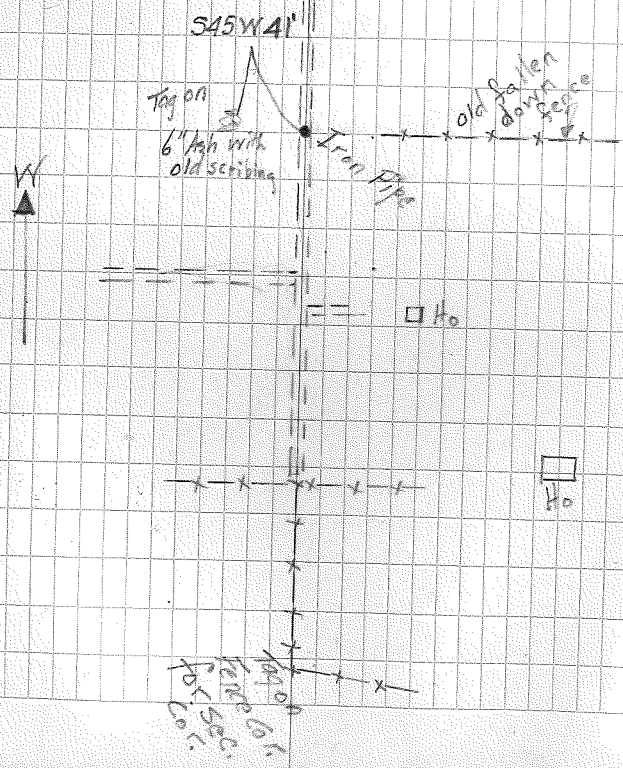 S45W41'
Tag on
6" Ash with
old scribing
Iron Pipe
old fallen
down
fence
W
Ho
Ho
Tag on
Fence Cor.
For Sec.
Cor.